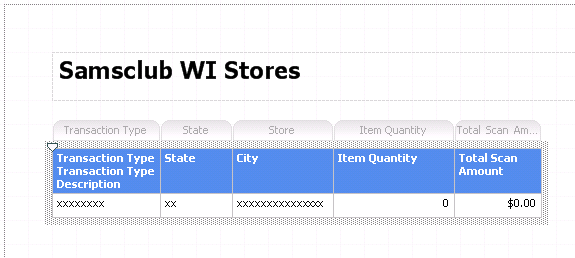 Samsclub WI Stores
Transaction Type State Store Item Quantity Total Scan Am...
Transaction Type State City Item Quantity Total Scan
Transaction Type Amount
Description
xxxxxxxx xx xxxxxxxxxxxxxxx 0 $0.00